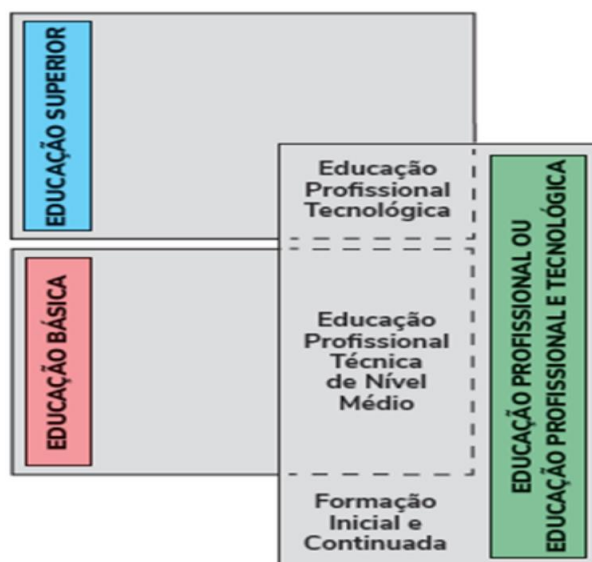 EDUCAÇÃO SUPERIOR
Educação
Profissional
Tecnológica
EDUCAÇÃO BÁSICA
Educação
Profissional
Técnica
de Nível
Médio
Formação
Inicial e
Continuada
EDUCAÇÃO PROFISSIONAL OU
EDUCAÇÃO PROFISSIONAL E TECNOLÓGICA